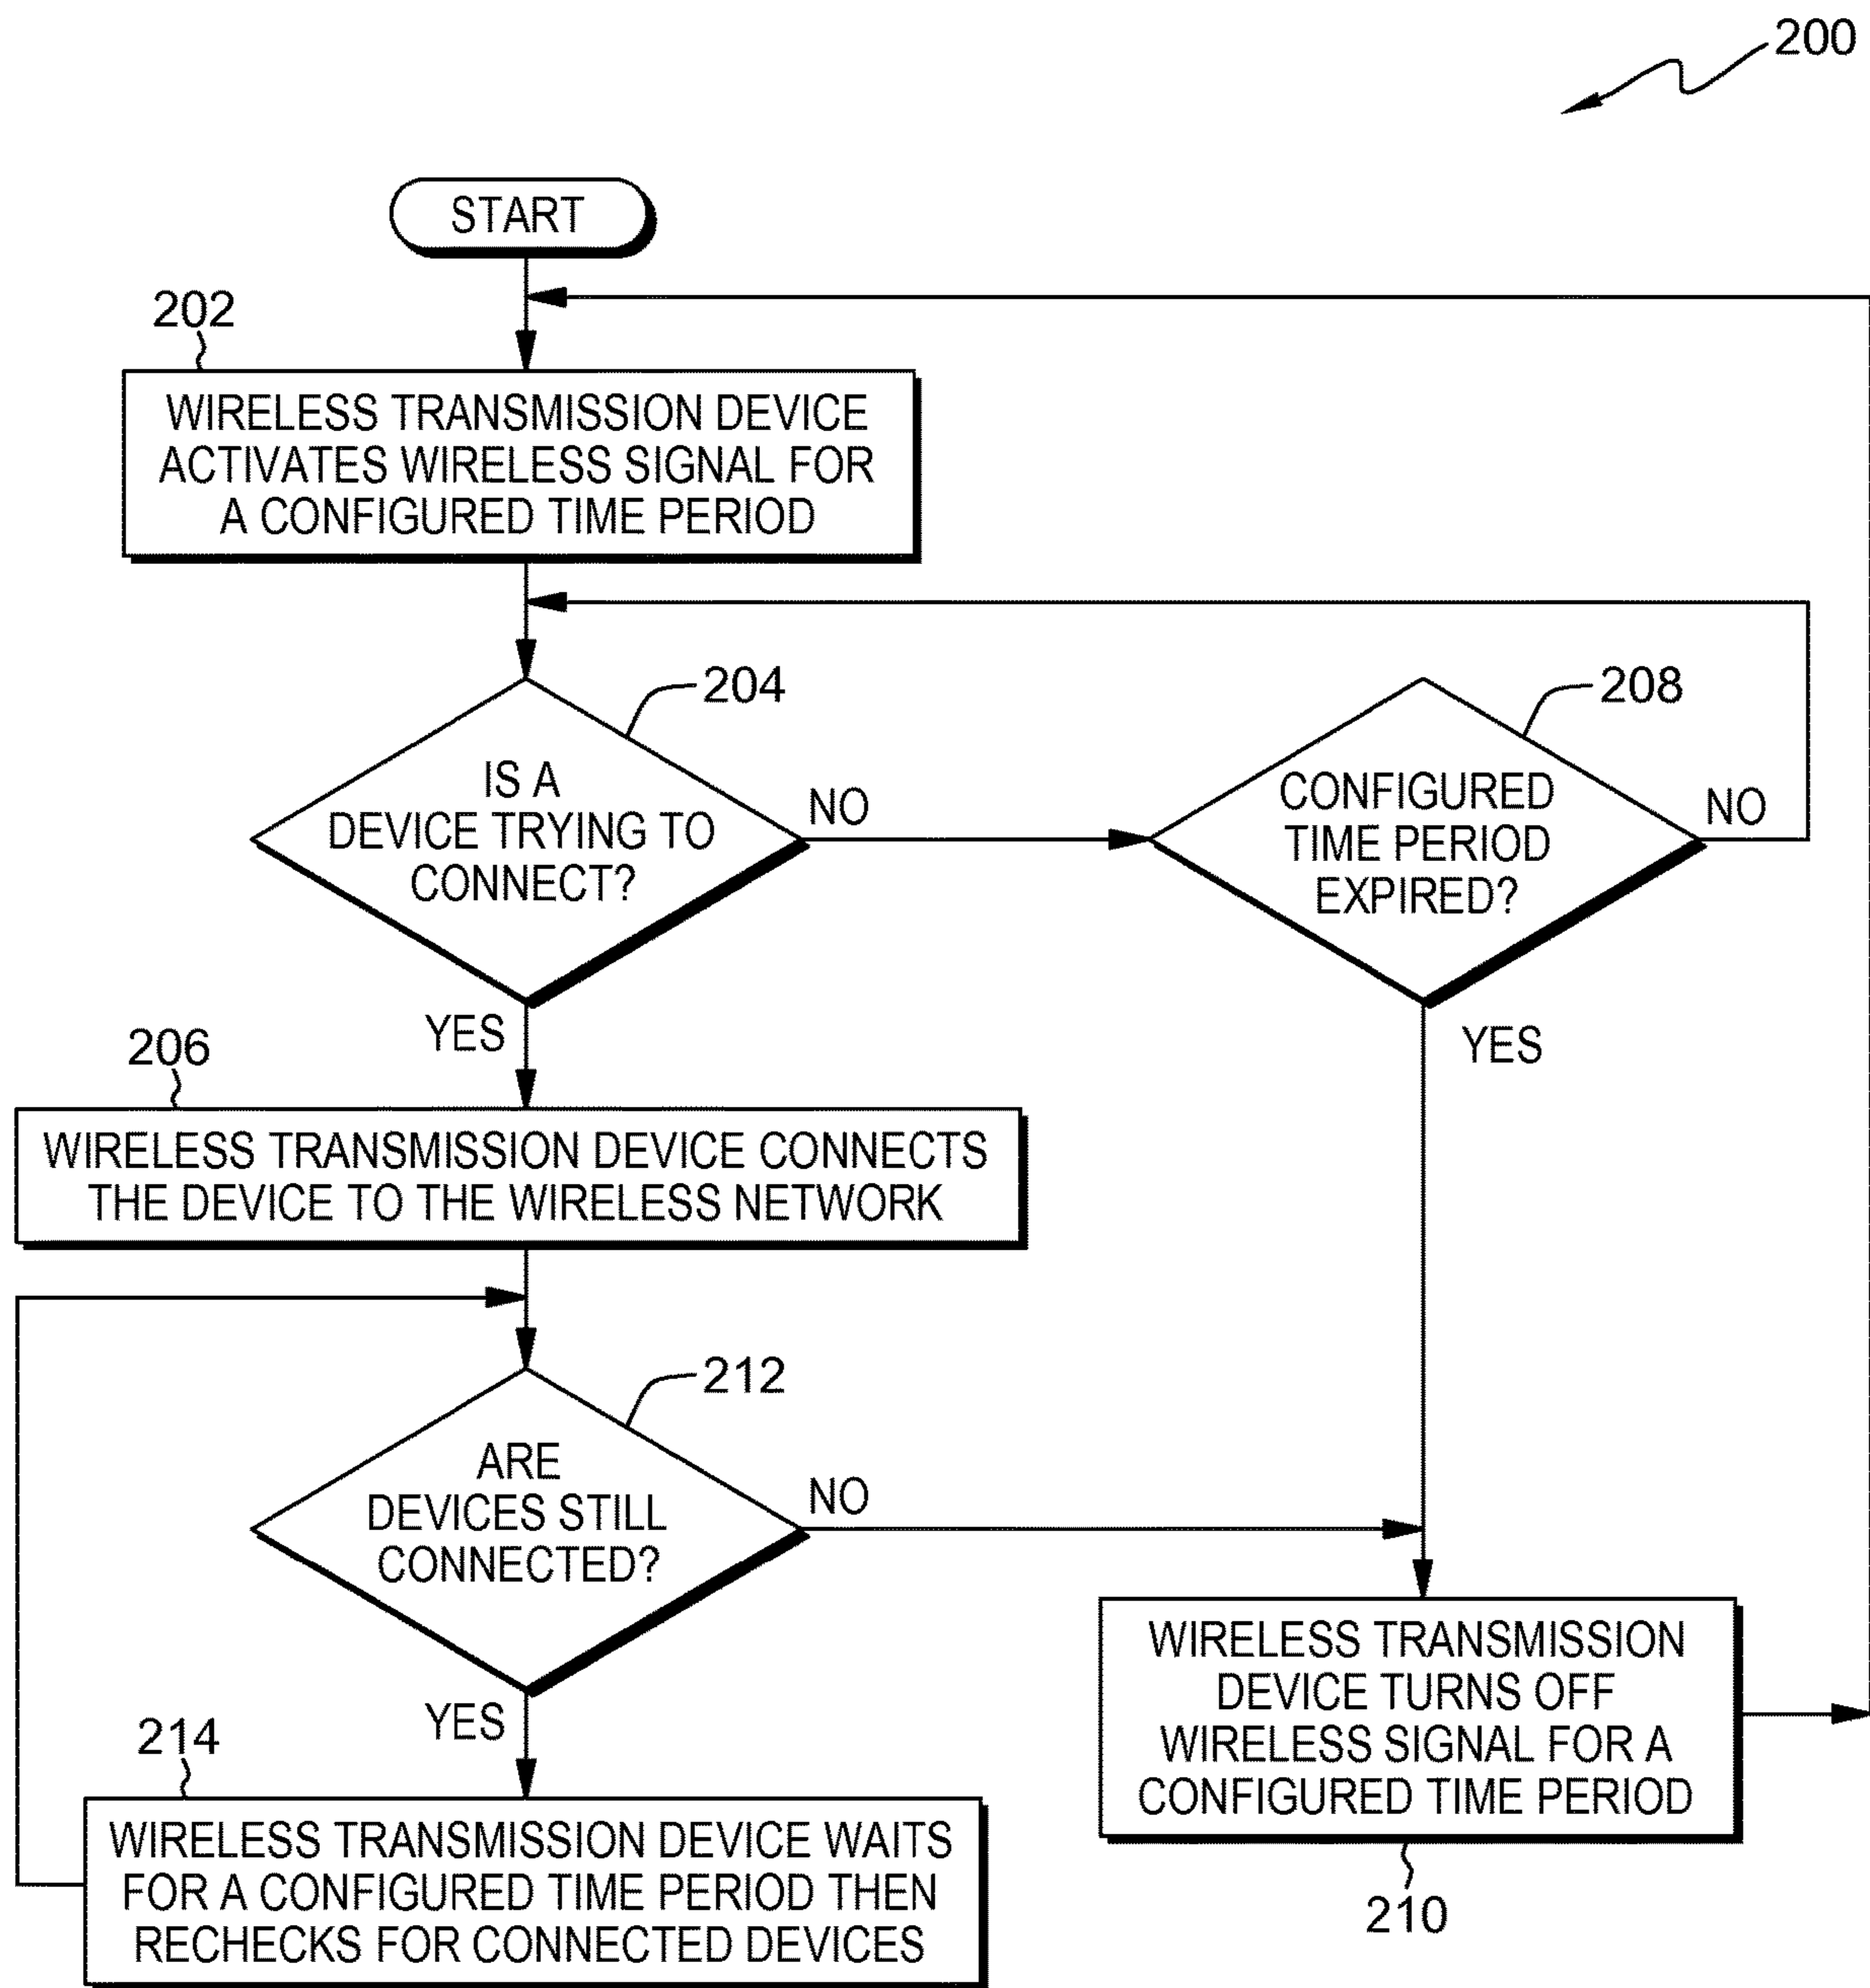 200
START
202
WIRELESS TRANSMISSION DEVICE
ACTIVATES WIRELESS SIGNAL FOR
A CONFIGURED TIME PERIOD
204
IS A
DEVICE TRYING TO
CONNECT?
NO
208
CONFIGURED
TIME PERIOD
EXPIRED?
NO
YES
YES
206
WIRELESS TRANSMISSION DEVICE CONNECTS
THE DEVICE TO THE WIRELESS NETWORK
212
ARE
DEVICES STILL
CONNECTED?
NO
YES
WIRELESS TRANSMISSION
DEVICE TURNS OFF
WIRELESS SIGNAL FOR A
CONFIGURED TIME PERIOD
210
214
WIRELESS TRANSMISSION DEVICE WAITS
FOR A CONFIGURED TIME PERIOD THEN
RECHECKS FOR CONNECTED DEVICES